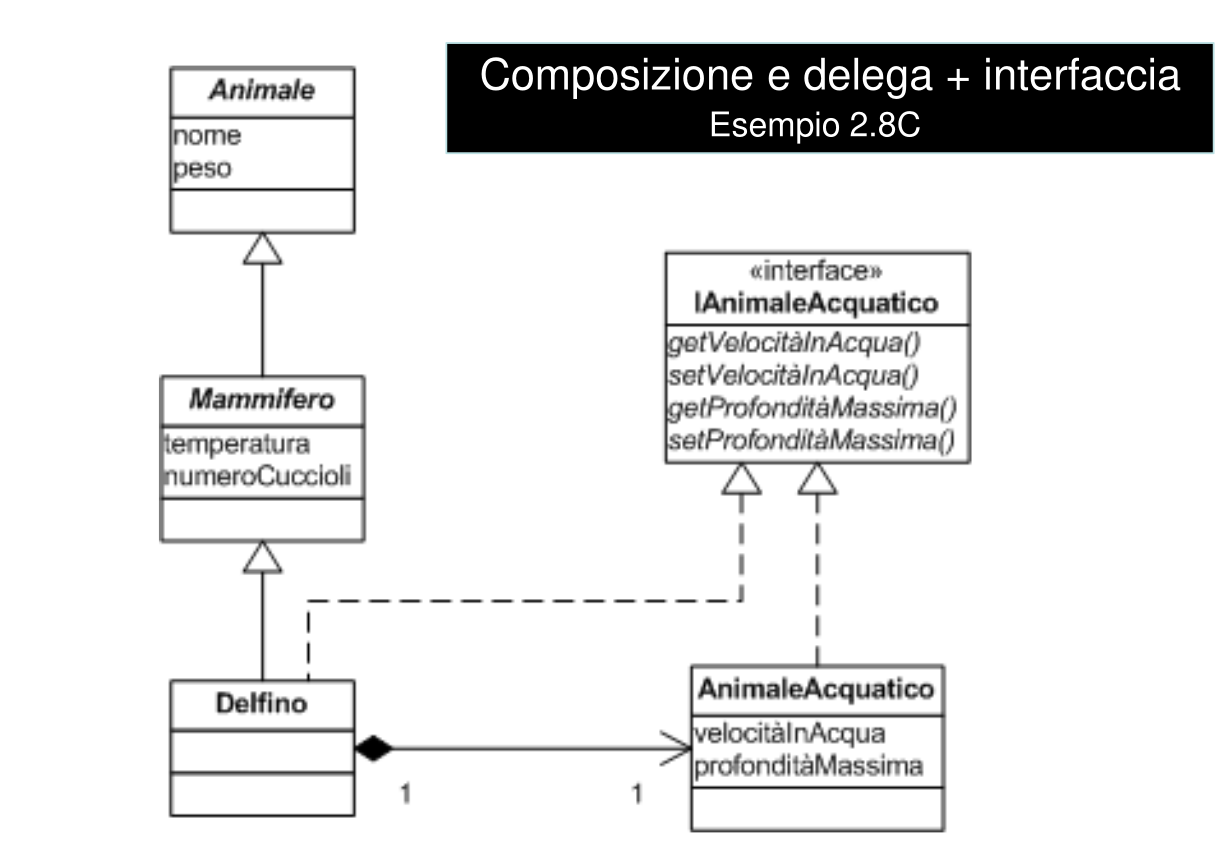 Composizione e delega + interfaccia
Esempio 2.8C
Animale
nome
peso
«interface»
IAnimaleAcquatico
getVelocitàInAcqua()
setVelocitàInAcqua()
getProfonditàMassima()
setProfonditàMassima()
Mammifero
temperatura
numeroCuccioli
Delfino
AnimaleAcquatico
velocitàInAcqua
profonditàMassima
1
1